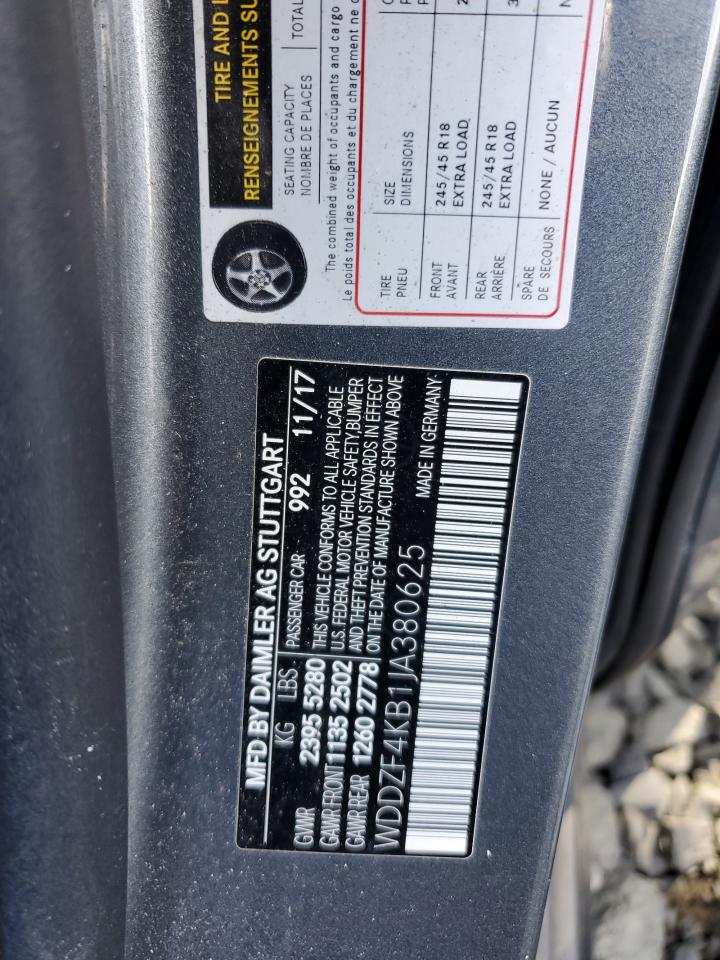 TIRE AND
RENSEIGNEMENTS SU
SEATING CAPACITY
NOMBRE DE PLACES
TOTAL
The combined weight of occupants and cargo
Le poids total des occupants et du chargement ne
TIRE SIZE
PNEU DIMENSIONS
FRONT 245/45 R18
AVANT EXTRA LOAD
REAR 245/45 R18
ARRIÈRE EXTRA LOAD
SPARE NONE / AUCUN
DE SECOURS
MFD BY DAIMLER AG STUTTGART
KG LBS PASSENGER CAR 992 11/17
GVWR 2395 5280 THIS VEHICLE CONFORMS TO ALL APPLICABLE
GAWR FRONT 1135 2502 U.S. FEDERAL MOTOR VEHICLE SAFETY,BUMPER
GAWR REAR 1260 2778 AND THEFT PREVENTION STANDARDS IN EFFECT
ON THE DATE OF MANUFACTURE SHOWN ABOVE
WDDZF4KB1JA380625 MADE IN GERMANY